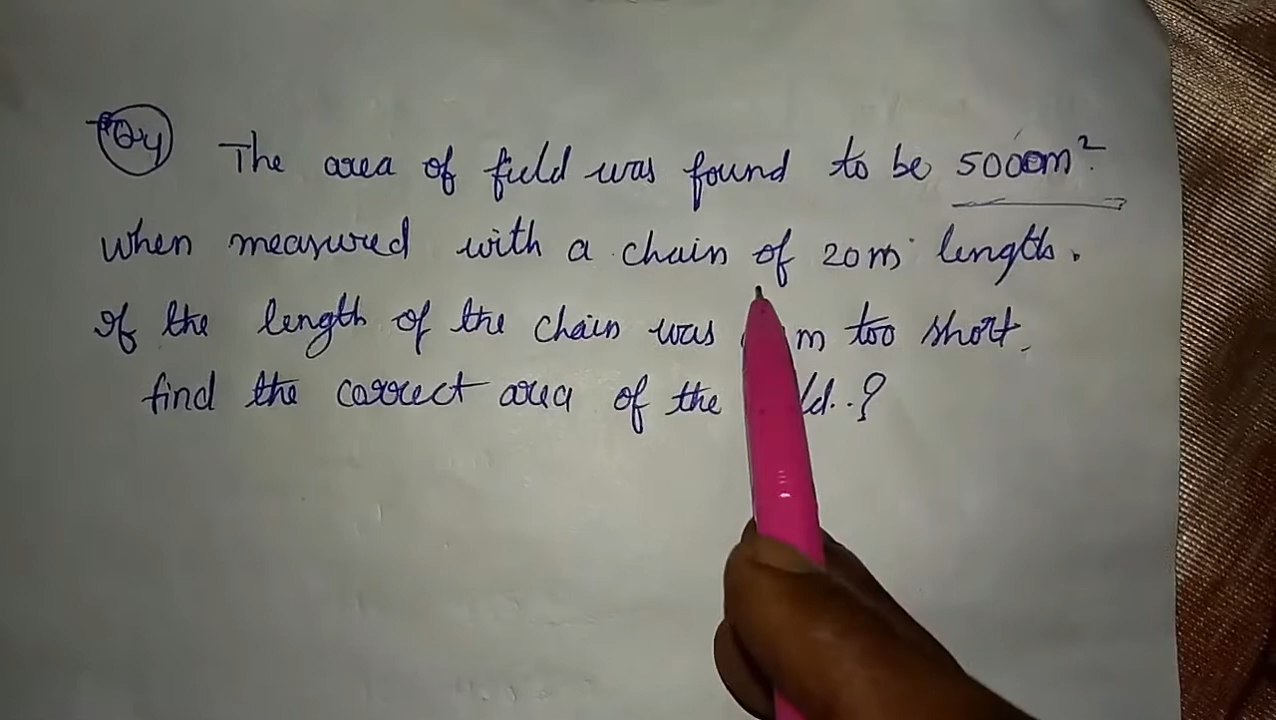 Q4 The area of field was found to be 5000m².
when measured with a chain of 20m length.
If the length of the chain was m too short.
find the correct area of the ..?